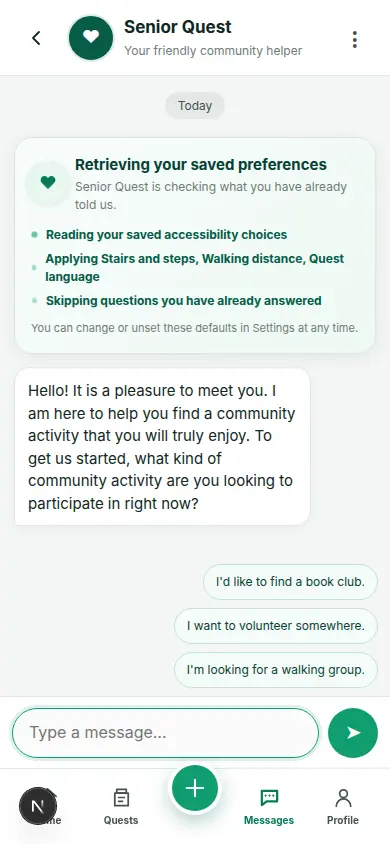 Senior Quest
Your friendly community helper
Today
Retrieving your saved preferences
Senior Quest is checking what you have already
told us.
Reading your saved accessibility choices
Applying Stairs and steps, Walking distance, Quest
language
Skipping questions you have already answered
You can change or unset these defaults in Settings at any time.
Hello! It is a pleasure to meet you. I
am here to help you find a community
activity that you will truly enjoy. To
get us started, what kind of
community activity are you looking to
participate in right now?
I'd like to find a book club.
I want to volunteer somewhere.
I'm looking for a walking group.
Type a message...
N
Quests
Messages
Profile